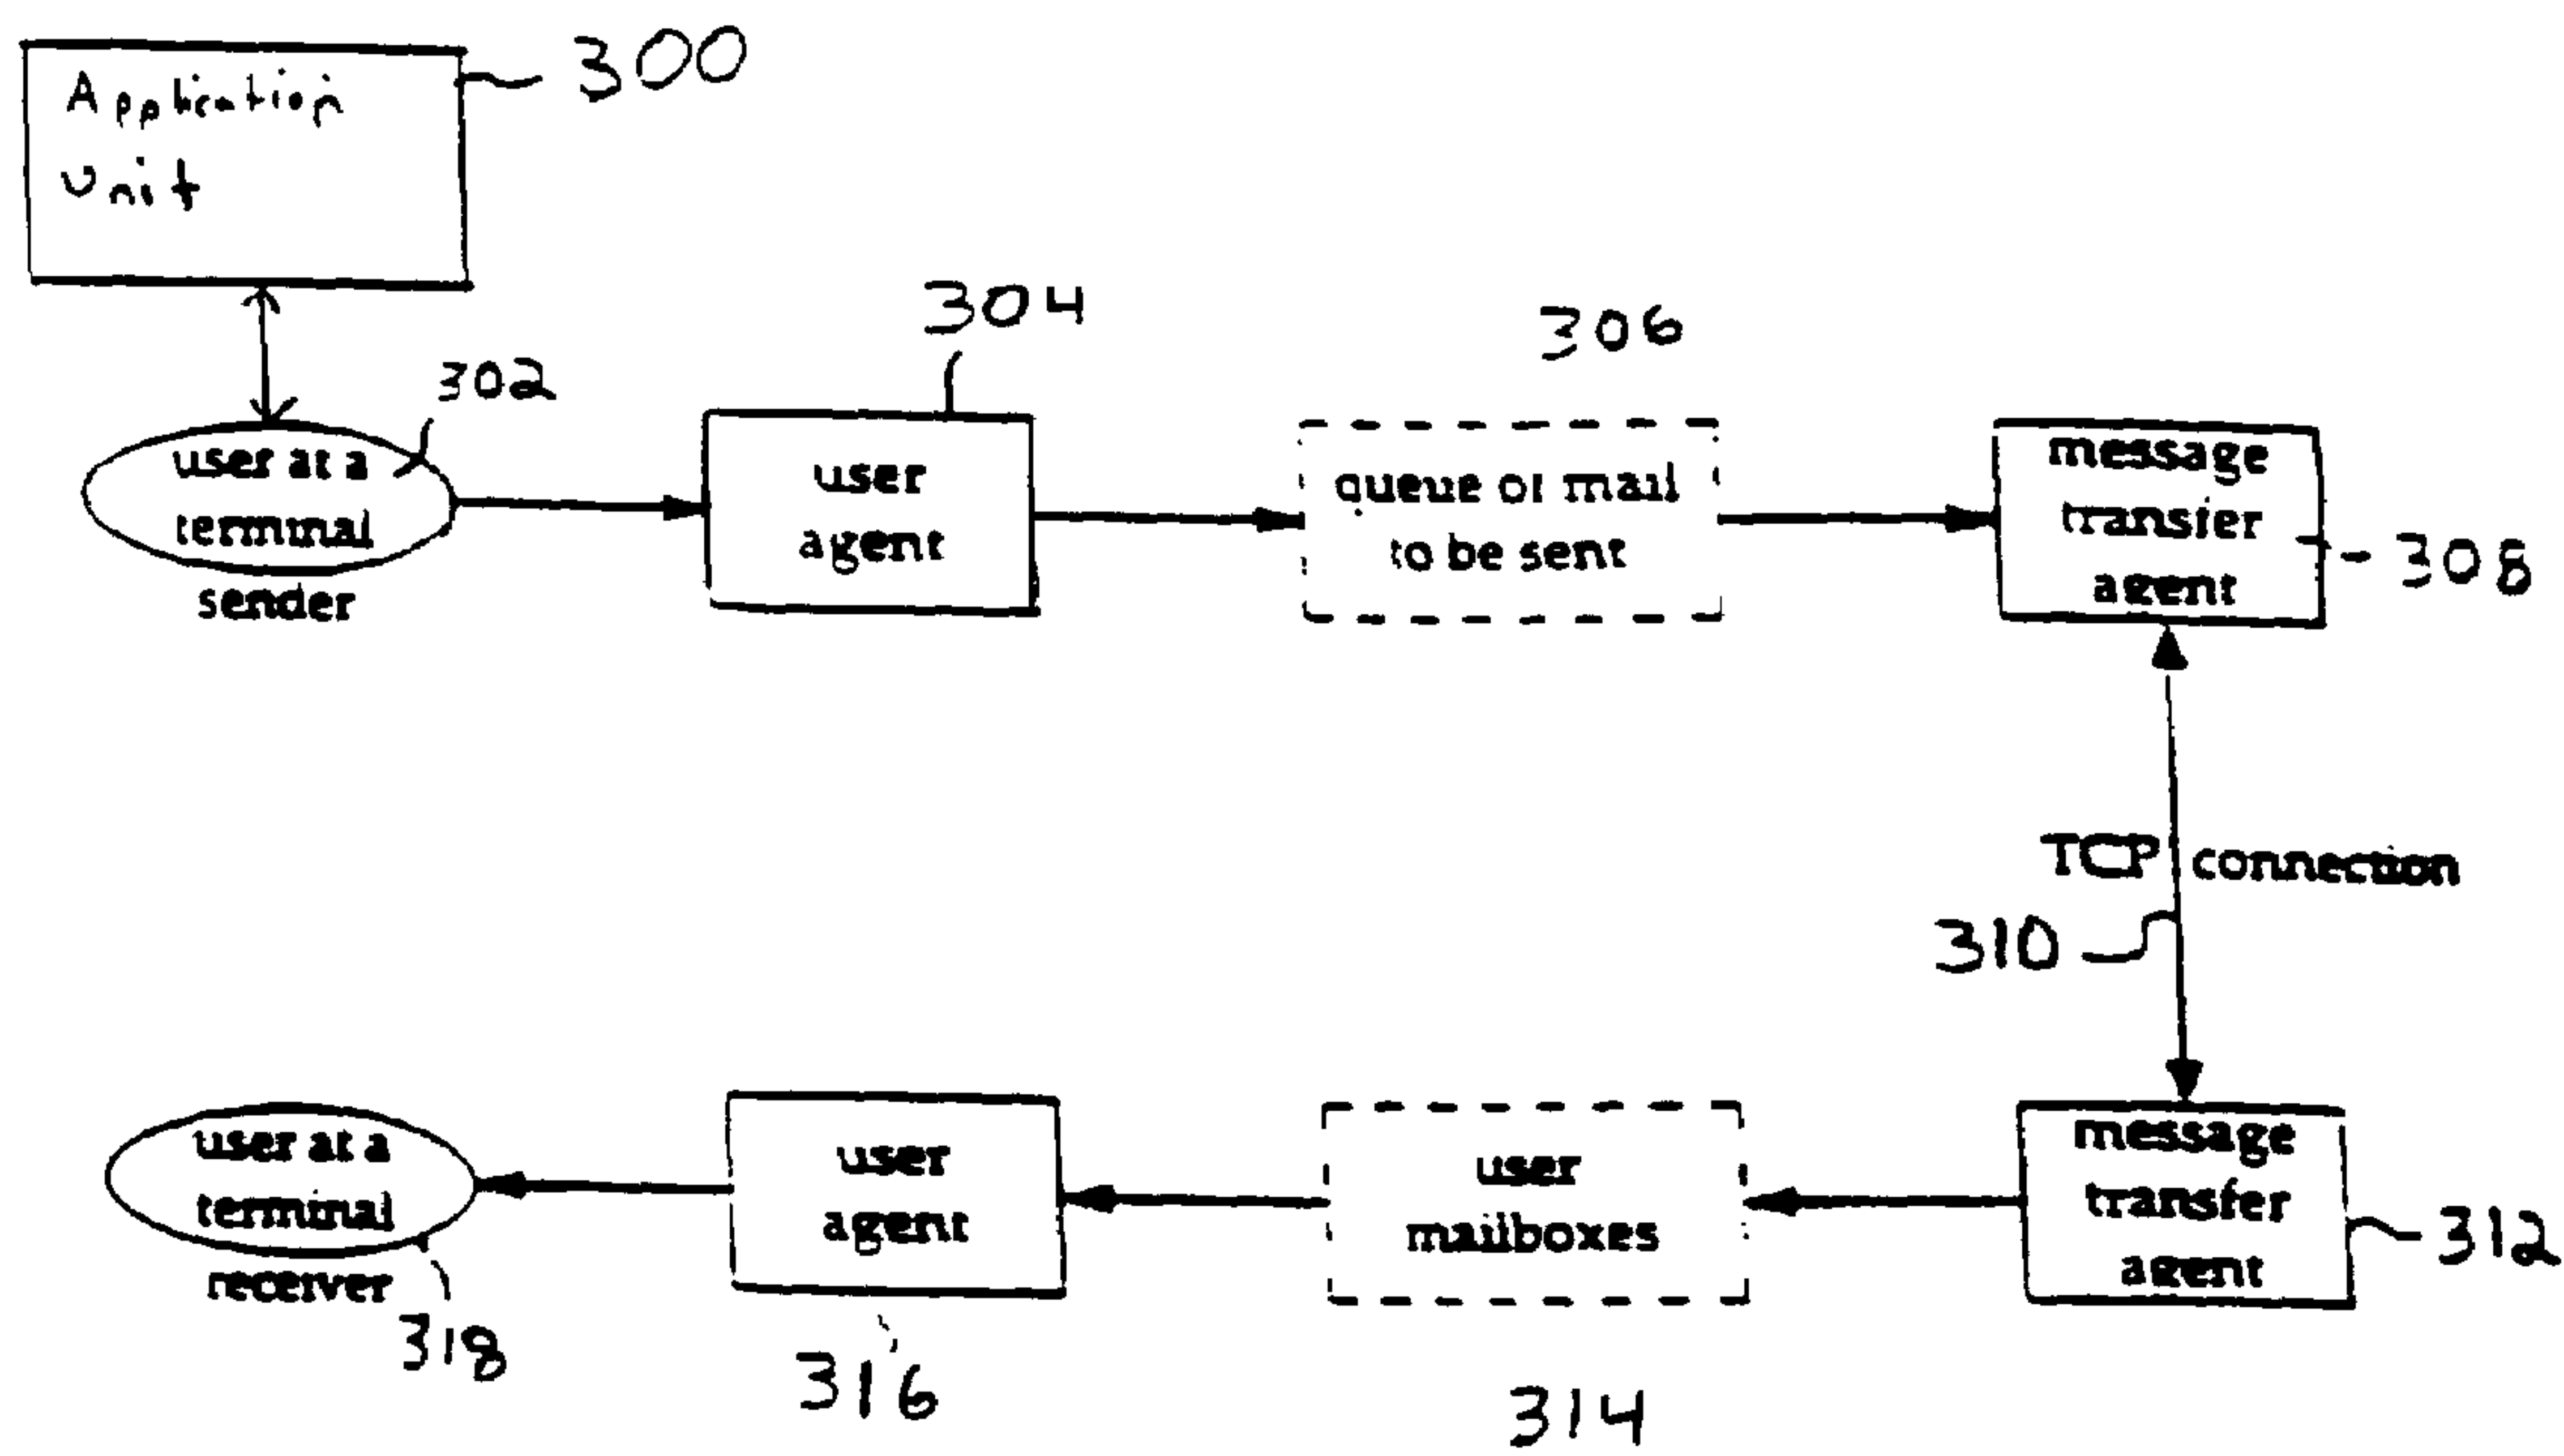 Application
Unit
300
302
user at a
terminal
sender
304
user
agent
306
queue of mail
to be sent
message
transfer
agent
308
TCP connection
310
message
transfer
agent
312
user
mailboxes
314
user
agent
316
user at a
terminal
receiver
318